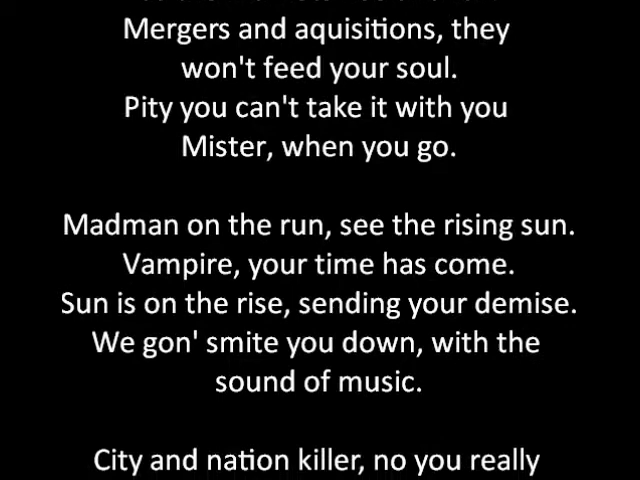 Mergers and aquisitions, they
won't feed your soul.
Pity you can't take it with you
Mister, when you go.
Madman on the run, see the rising sun.
Vampire, your time has come.
Sun is on the rise, sending your demise.
We gon' smite you down, with the
sound of music.
City and nation killer, no you really